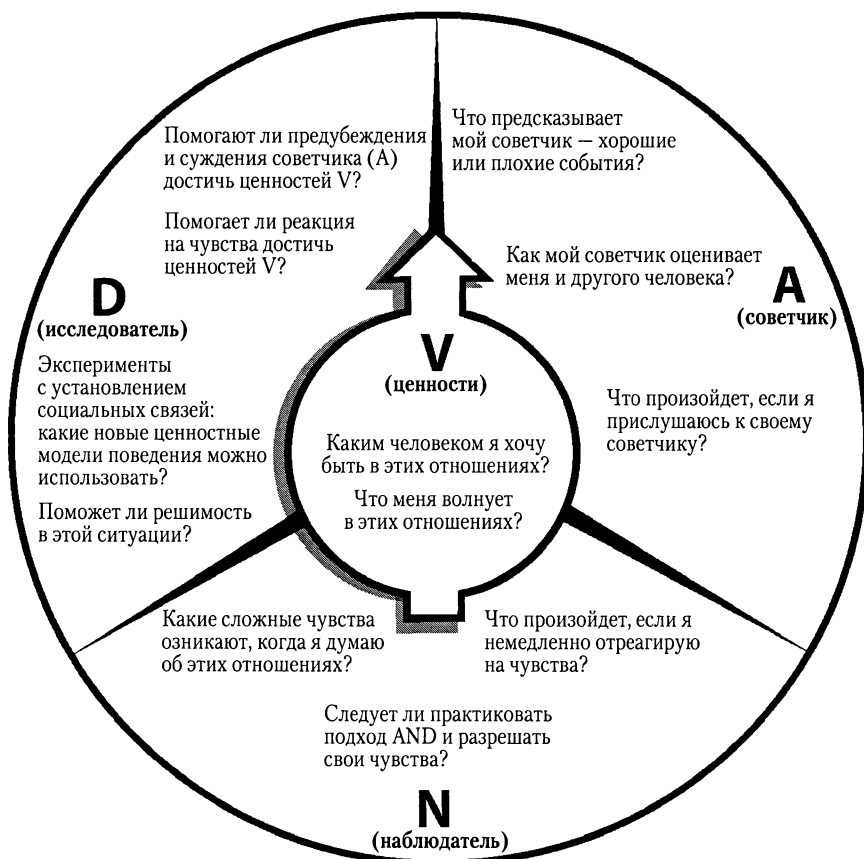 Помогают ли предубеждения
и суждения советчика (А)
достичь ценностей V?
Помогает ли реакция
на чувства достичь
ценностей V?
D
(исследователь)
Эксперименты
с установлением
социальных связей:
какие новые ценностные
модели поведения можно
использовать?
Поможет ли решимость
в этой ситуации?
Что предсказывает
мой советчик — хорошие
или плохие события?
Как мой советчик оценивает
меня и другого человека?
A
(советчик)
Что произойдет, если я
прислушаюсь к своему
советчику?
V
(ценности)
Каким человеком я хочу
быть в этих отношениях?
Что меня волнует
в этих отношениях?
Какие сложные чувства
озникают, когда я думаю
об этих отношениях?
Что произойдет, если я
немедленно отреагирую
на чувства?
Следует ли практиковать
подход AND и разрешать
свои чувства?
N
(наблюдатель)